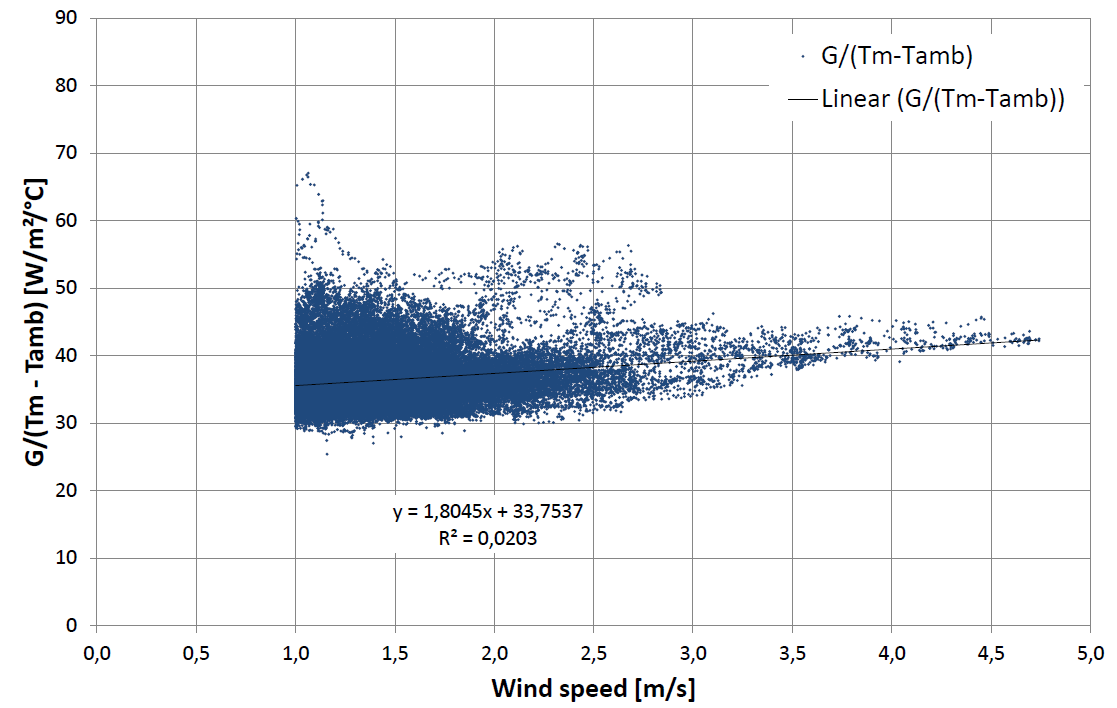 90
80
70
60
50
40
30
20
10
0
G/(Tm - Tamb) [W/m²/°C]
G/(Tm-Tamb)
Linear (G/(Tm-Tamb))
y = 1,8045x + 33,7537
R² = 0,0203
0,0 0,5 1,0 1,5 2,0 2,5 3,0 3,5 4,0 4,5 5,0
Wind speed [m/s]